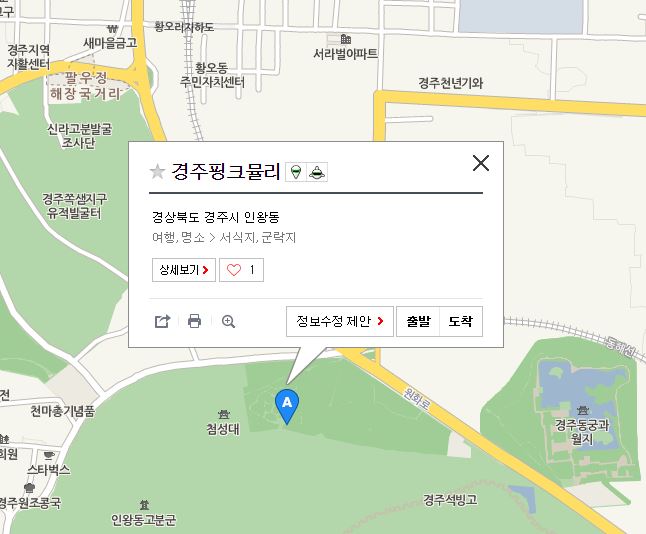 구
황오리지하도
새마을금고
경주지역
자활센터
팔우정
해장국거리
황오동
주민자치센터
서라벌아파트
경주천년기와
신라고분발굴
조사단
경주쪽샘지구
유적발굴터
경주핑크뮬리
경상북도 경주시 인왕동
여행, 명소 > 서식지, 군락지
상세보기 >
1
정보수정 제안 >
출발
도착
동해선
원화로
A
첨성대
천마총기념품
전
희원
스타벅스
경주원조콩국
인왕동고분군
경주석빙고
경주동궁과
월지